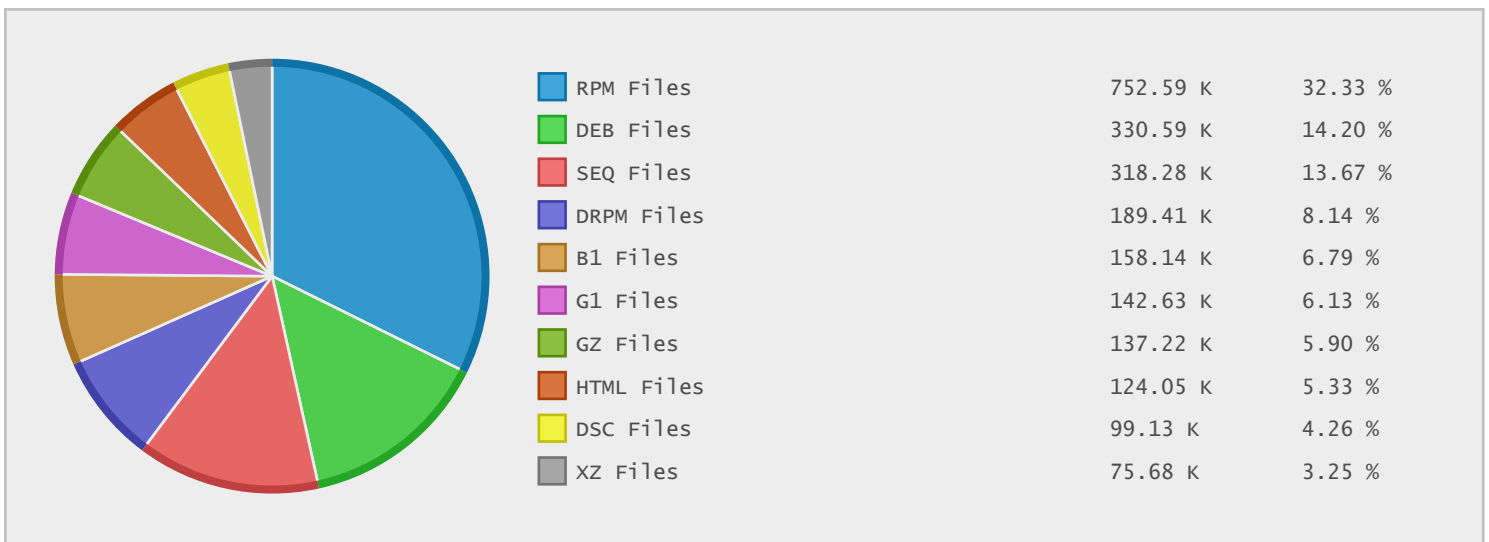 RPM Files 752.59 K 32.33 %
DEB Files 330.59 K 14.20 %
SEQ Files 318.28 K 13.67 %
DRPM Files 189.41 K 8.14 %
B1 Files 158.14 K 6.79 %
G1 Files 142.63 K 6.13 %
GZ Files 137.22 K 5.90 %
HTML Files 124.05 K 5.33 %
DSC Files 99.13 K 4.26 %
XZ Files 75.68 K 3.25 %